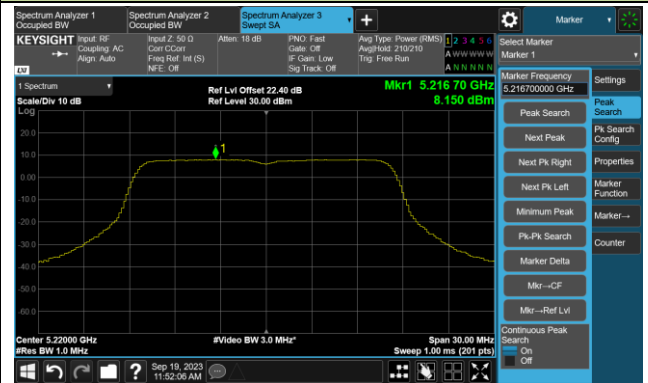 Spectrum Analyzer 1
Occupied BW
Spectrum Analyzer 2
Occupied BW
Spectrum Analyzer 3
Swept SA
Marker
KEYSIGHT
Input: RF
Coupling: AC
Align: Auto
Input Z: 50 Ω
Corr CCorr
Freq Ref: Int (S)
NFE: Off
Atten: 18 dB
PNO: Fast
Gate: Off
IF Gain: Low
Sig Track: Off
Avg Type: Power (RMS)
Avg|Hold: 210/210
Trig: Free Run
1 2 3 4 5 6
A W W W W W
A N N N N N
LXI
Select Marker
Marker 1
1 Spectrum
Scale/Div 10 dB
Log
Ref Lvl Offset 22.40 dB
Ref Level 30.00 dBm
Mkr1 5.216 70 GHz
8.150 dBm
20.0
10.0
0.00
-10.0
-20.0
-30.0
-40.0
-50.0
-60.0
1
Center 5.22000 GHz
#Res BW 1.0 MHz
#Video BW 3.0 MHz*
Span 30.00 MHz
Sweep 1.00 ms (201 pts)
Marker Frequency
5.216700000 GHz
Peak Search
Next Peak
Next Pk Right
Next Pk Left
Minimum Peak
Pk-Pk Search
Marker Delta
Mkr→CF
Mkr→Ref Lvl
Continuous Peak
Search
On
Off
Settings
Peak
Search
Pk Search
Config
Properties
Marker
Function
Marker→
Counter
Sep 19, 2023
11:52:06 AM